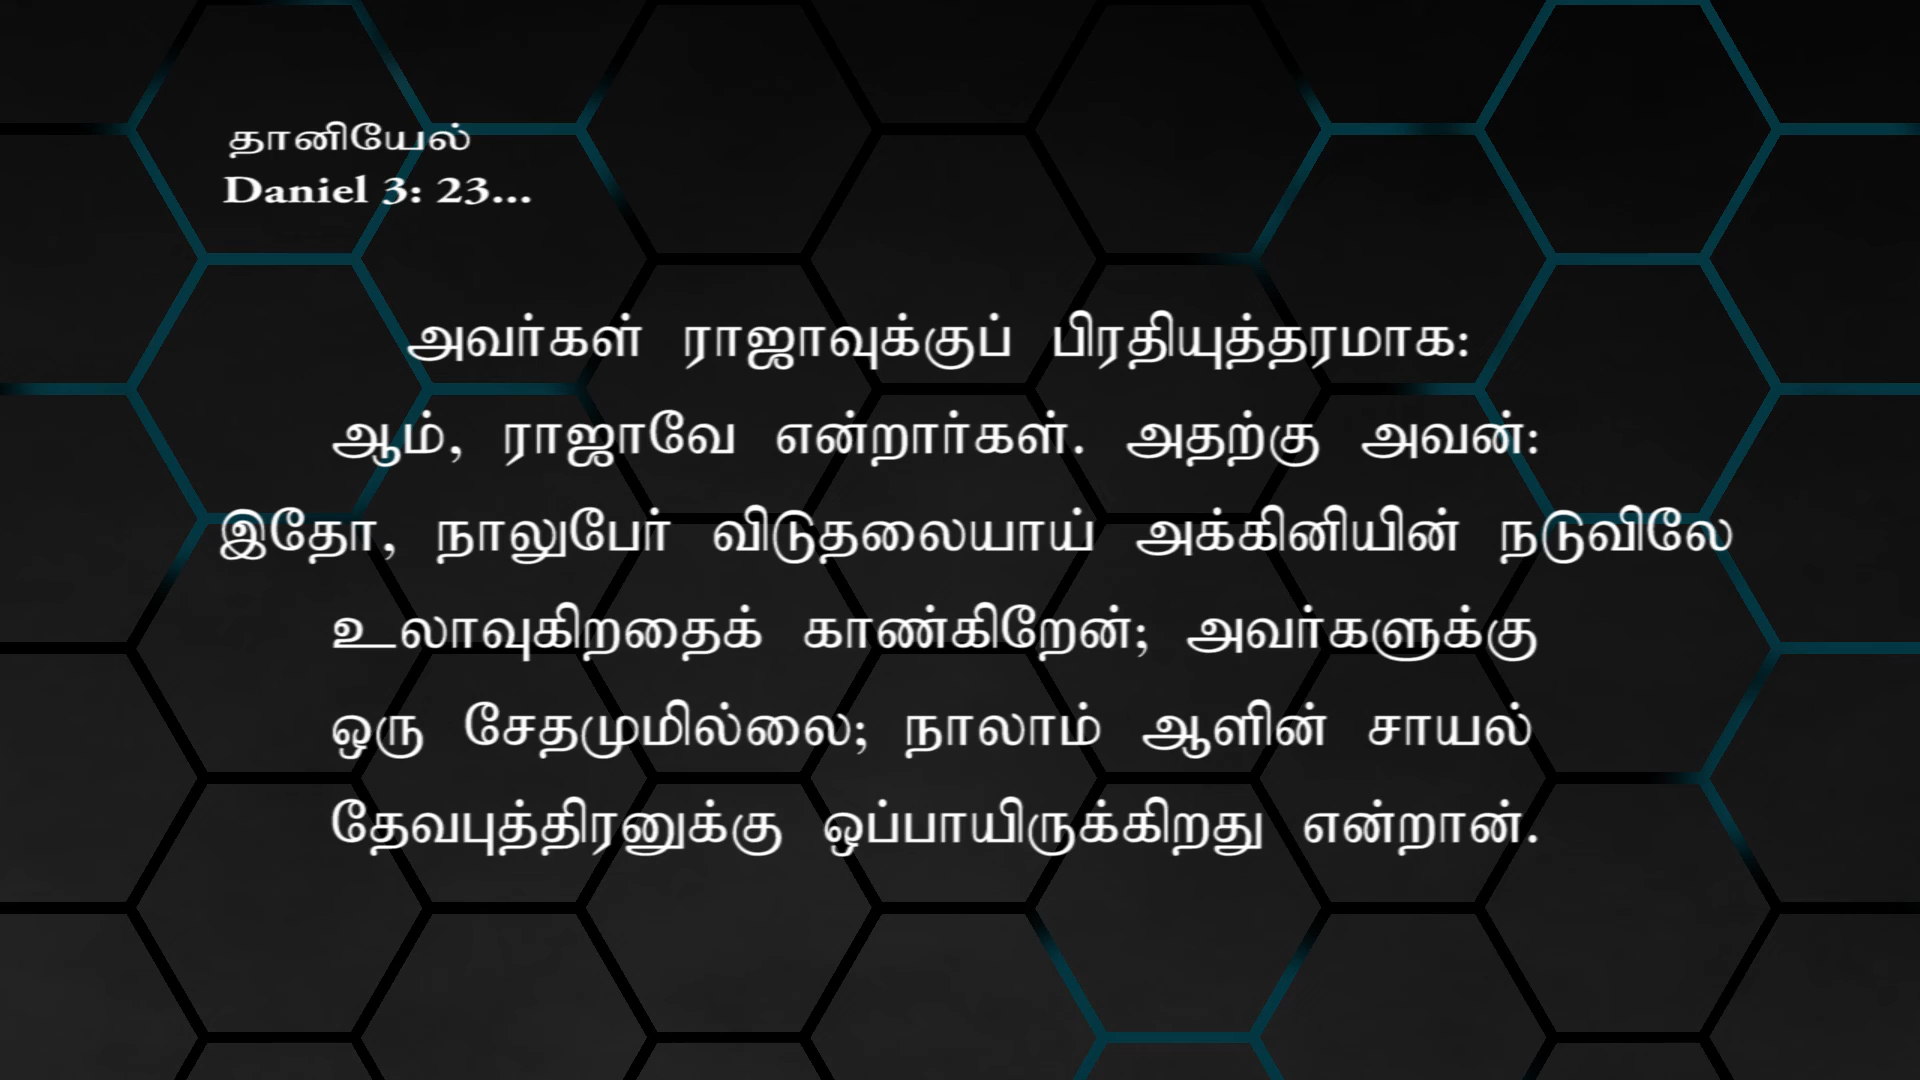 தானியேல்
Daniel 3: 23...
அவர்கள் ராஜாவுக்குப் பிரதியுத்தரமாக:
ஆம், ராஜாவே என்றார்கள். அதற்கு அவன்:
இதோ, நாலுபேர் விடுதலையாய் அக்கினியின் நடுவிலே
உலாவுகிறதைக் காண்கிறேன்; அவர்களுக்கு
ஒரு சேதமுமில்லை; நாலாம் ஆளின் சாயல்
தேவபுத்திரனுக்கு ஒப்பாயிருக்கிறது என்றான்.